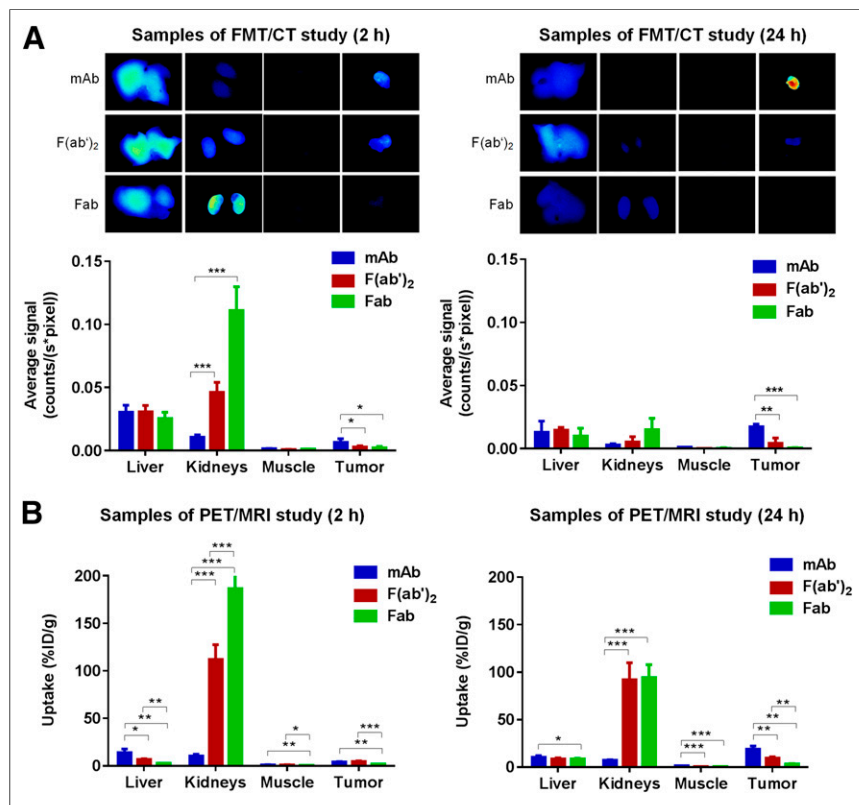 A
Samples of FMT/CT study (2 h)
mAb
F(ab')2
Fab
0.15
0.10
0.05
0.00
Average signal
(counts/(s*pixel))
mAb
F(ab')2
Fab
***
***
*
*
Liver Kidneys Muscle Tumor
Samples of FMT/CT study (24 h)
mAb
F(ab')2
Fab
0.15
0.10
0.05
0.00
Average signal
(counts/(s*pixel))
mAb
F(ab')2
Fab
***
**
Liver Kidneys Muscle Tumor
B
Samples of PET/MRI study (2 h)
200
150
100
50
0
Uptake (%ID/g)
mAb
F(ab')2
Fab
***
***
***
**
**
*
*
**
***
**
Liver Kidneys Muscle Tumor
Samples of PET/MRI study (24 h)
200
150
100
50
0
Uptake (%ID/g)
mAb
F(ab')2
Fab
***
***
*
***
***
**
**
**
Liver Kidneys Muscle Tumor